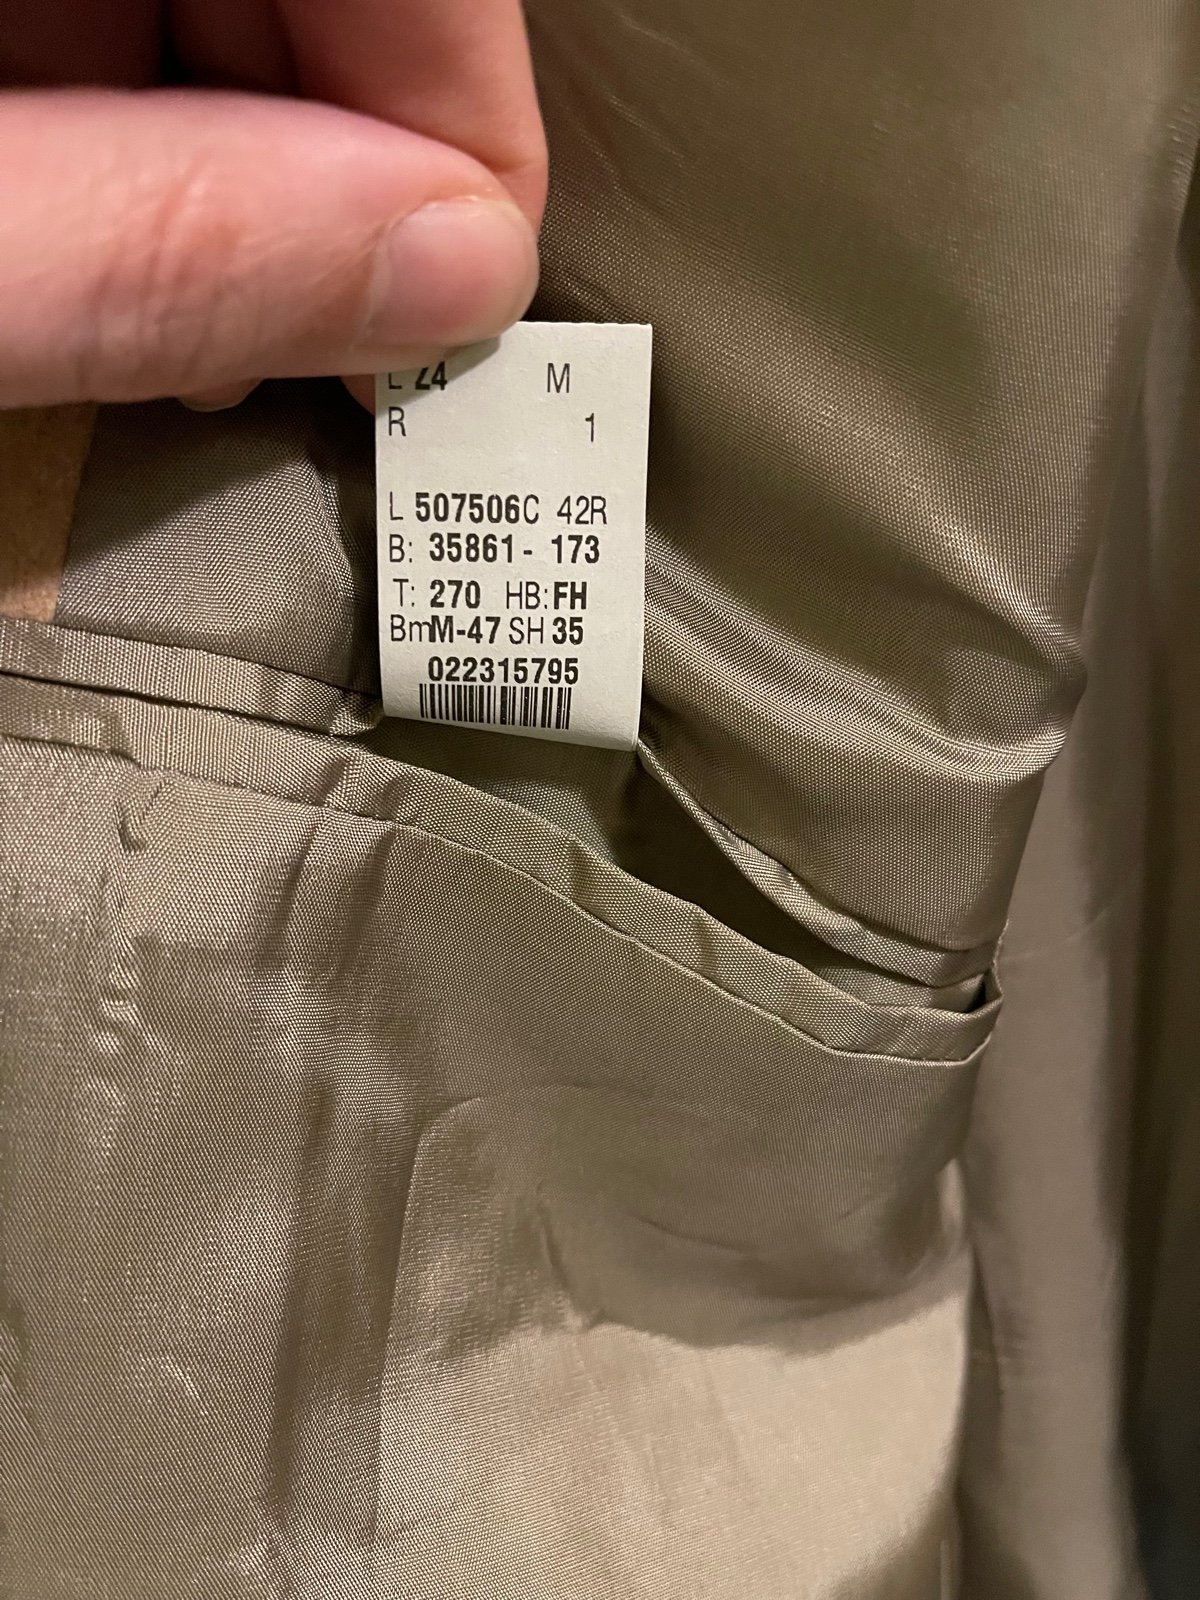 L 24 M
R 1
L 507506C 42R
B: 35861- 173
T: 270 HB:FH
BmM-47 SH 35
022315795